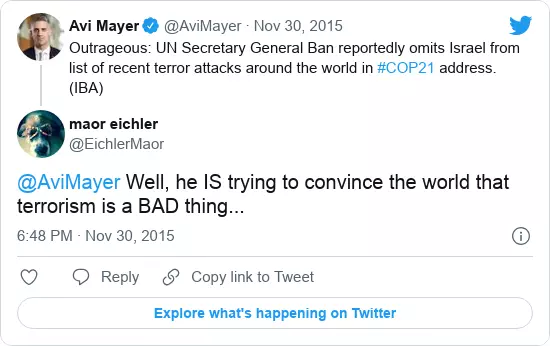 Avi Mayer @AviMayer · Nov 30, 2015
Outrageous: UN Secretary General Ban reportedly omits Israel from
list of recent terror attacks around the world in #COP21 address.
(IBA)
maor eichler
@EichlerMaor
@AviMayer Well, he IS trying to convince the world that
terrorism is a BAD thing...
6:48 PM · Nov 30, 2015
Reply Copy link to Tweet
Explore what's happening on Twitter